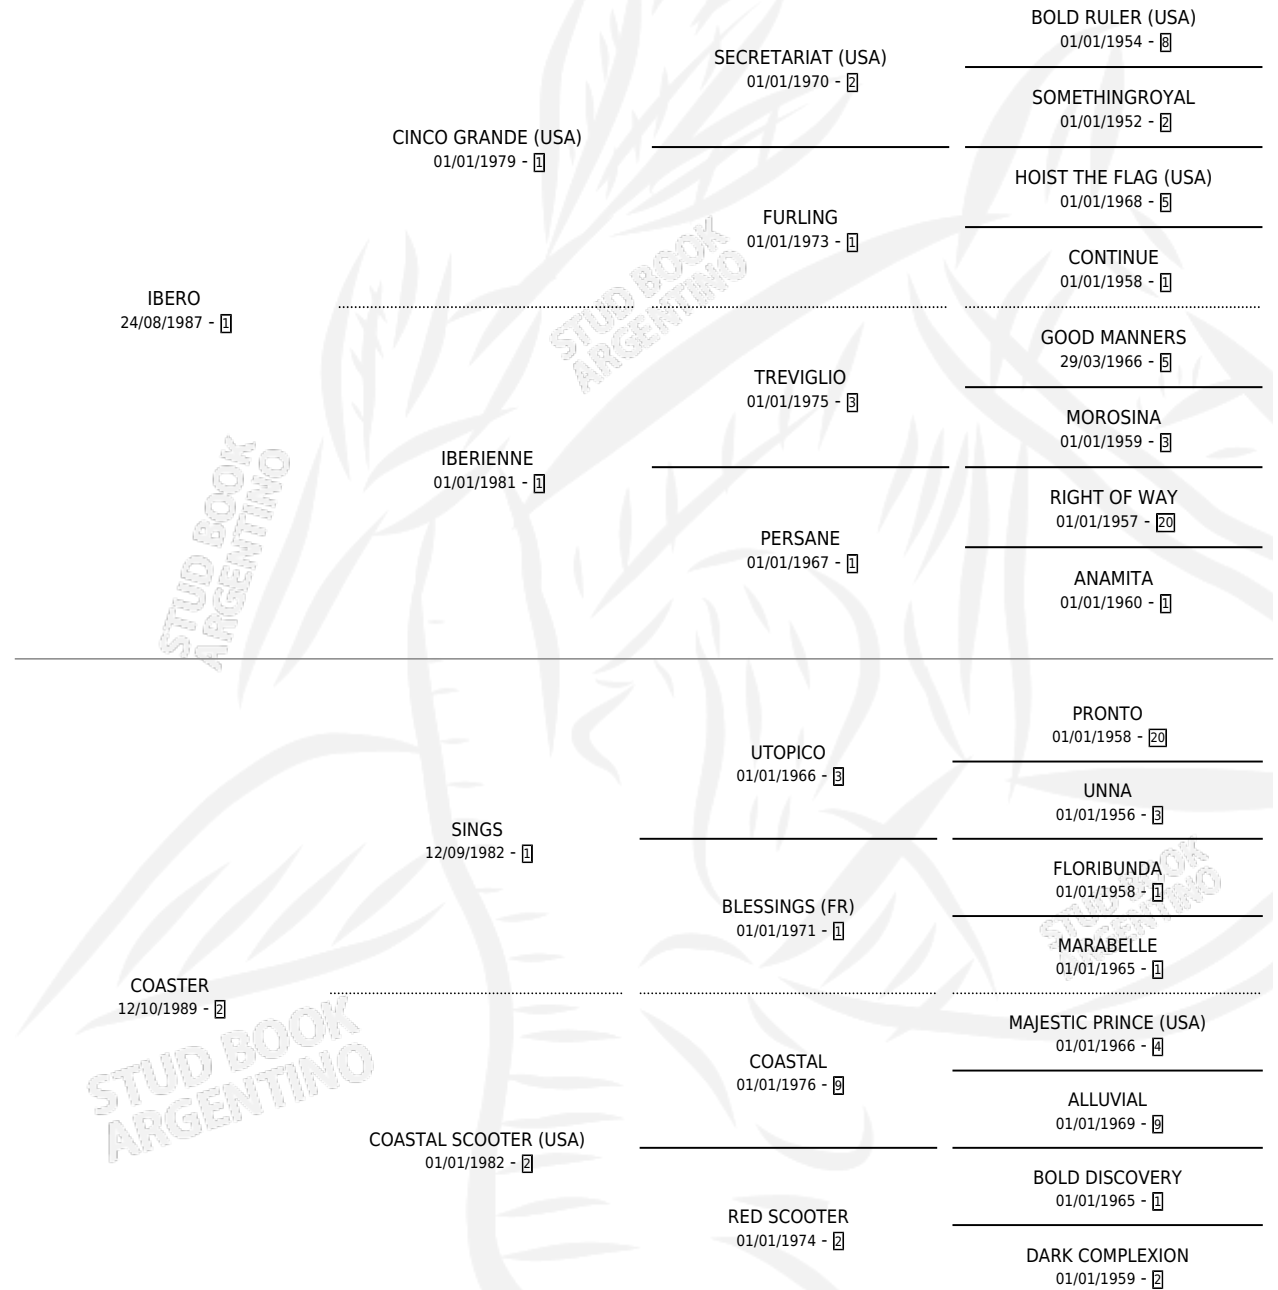 BOLD RULER (USA)
01/01/1954 - 8
SECRETARIAT (USA)
01/01/1970 - 2
SOMETHINGROYAL
01/01/1952 - 2
CINCO GRANDE (USA)
01/01/1979 - 1
HOIST THE FLAG (USA)
01/01/1968 - 5
FURLING
01/01/1973 - 1
CONTINUE
01/01/1958 - 1
IBERO
24/08/1987 - 1
GOOD MANNERS
29/03/1966 - 5
TREVIGLIO
01/01/1975 - 3
MOROSINA
01/01/1959 - 3
IBERIENNE
01/01/1981 - 1
RIGHT OF WAY
01/01/1957 - 20
PERSANE
01/01/1967 - 1
ANAMITA
01/01/1960 - 1
STUD BOOK
ARGENTINO
STUD BOOK
ARGENTINO
PRONTO
01/01/1958 - 20
UTOPICO
01/01/1966 - 3
UNNA
01/01/1956 - 3
SINGS
12/09/1982 - 1
FLORIBUNDA
01/01/1958 - 1
BLESSINGS (FR)
01/01/1971 - 1
MARABELLE
01/01/1965 - 1
STUD BOOK
ARGENTINO
COASTER
12/10/1989 - 2
MAJESTIC PRINCE (USA)
01/01/1966 - 4
COASTAL
01/01/1976 - 9
ALLUVIAL
01/01/1969 - 9
COASTAL SCOOTER (USA)
01/01/1982 - 2
BOLD DISCOVERY
01/01/1965 - 1
RED SCOOTER
01/01/1974 - 2
DARK COMPLEXION
01/01/1959 - 2
STUD BOOK
ARGENTINO